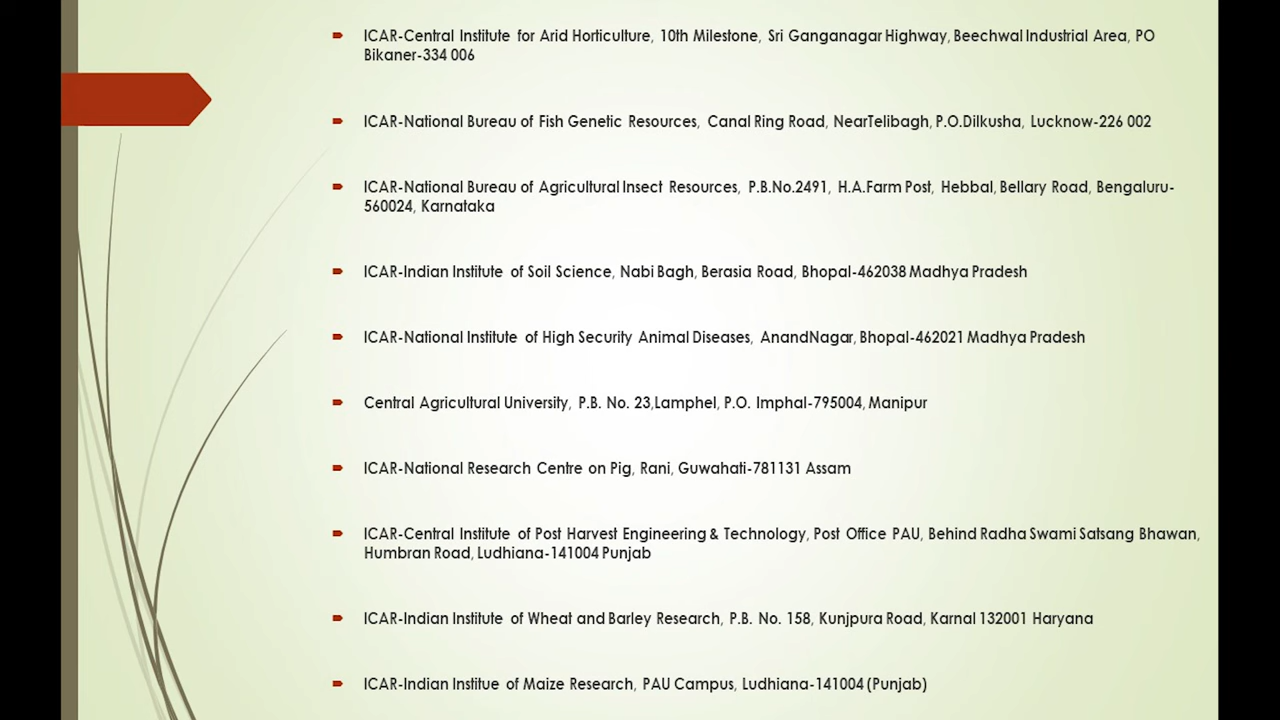 ICAR-Central Institute for Arid Horticulture, 10th Milestone, Sri Ganganagar Highway, Beechwal Industrial Area, PO
Bikaner-334 006
ICAR-National Bureau of Fish Genetic Resources, Canal Ring Road, NearTelibagh, P.O.Dilkusha, Lucknow-226 002
ICAR-National Bureau of Agricultural Insect Resources, P.B.No.2491, H.A.Farm Post, Hebbal, Bellary Road, Bengaluru-
560024, Karnataka
ICAR-Indian Institute of Soil Science, Nabi Bagh, Berasia Road, Bhopal-462038 Madhya Pradesh
ICAR-National Institute of High Security Animal Diseases, AnandNagar, Bhopal-462021 Madhya Pradesh
Central Agricultural University, P.B. No. 23,Lamphel, P.O. Imphal-795004, Manipur
ICAR-National Research Centre on Pig, Rani, Guwahati-781131 Assam
ICAR-Central Institute of Post Harvest Engineering & Technology, Post Office PAU, Behind Radha Swami Satsang Bhawan,
Humbran Road, Ludhiana-141004 Punjab
ICAR-Indian Institute of Wheat and Barley Research, P.B. No. 158, Kunjpura Road, Karnal 132001 Haryana
ICAR-Indian Institue of Maize Research, PAU Campus, Ludhiana-141004 (Punjab)